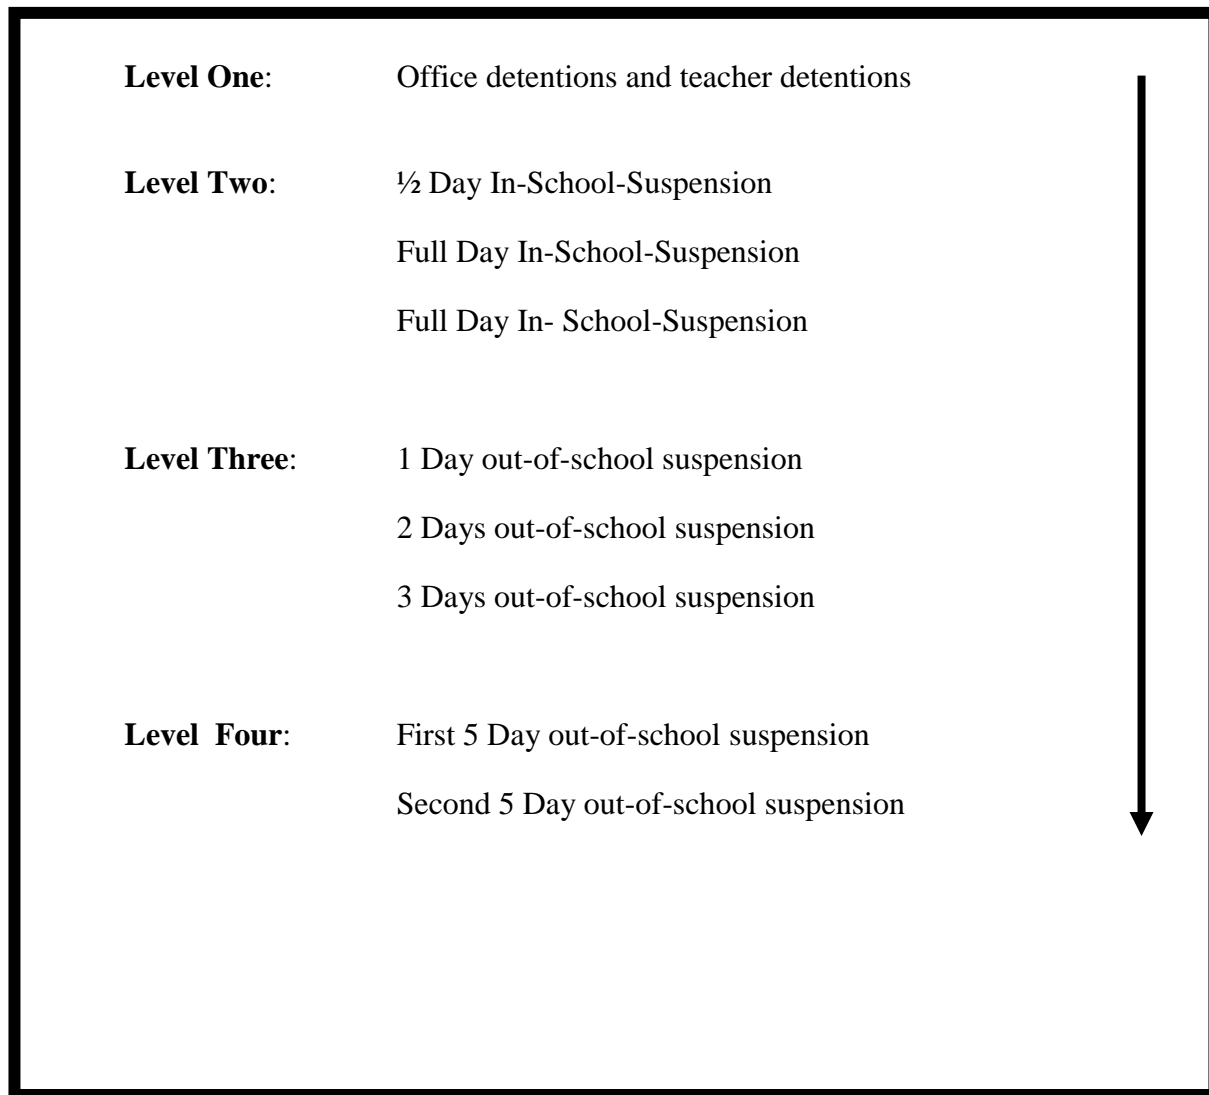 Level One: Office detentions and teacher detentions
Level Two: ½ Day In-School-Suspension
Full Day In-School-Suspension
Full Day In- School-Suspension
Level Three: 1 Day out-of-school suspension
2 Days out-of-school suspension
3 Days out-of-school suspension
Level  Four: First 5 Day out-of-school suspension
Second 5 Day out-of-school suspension